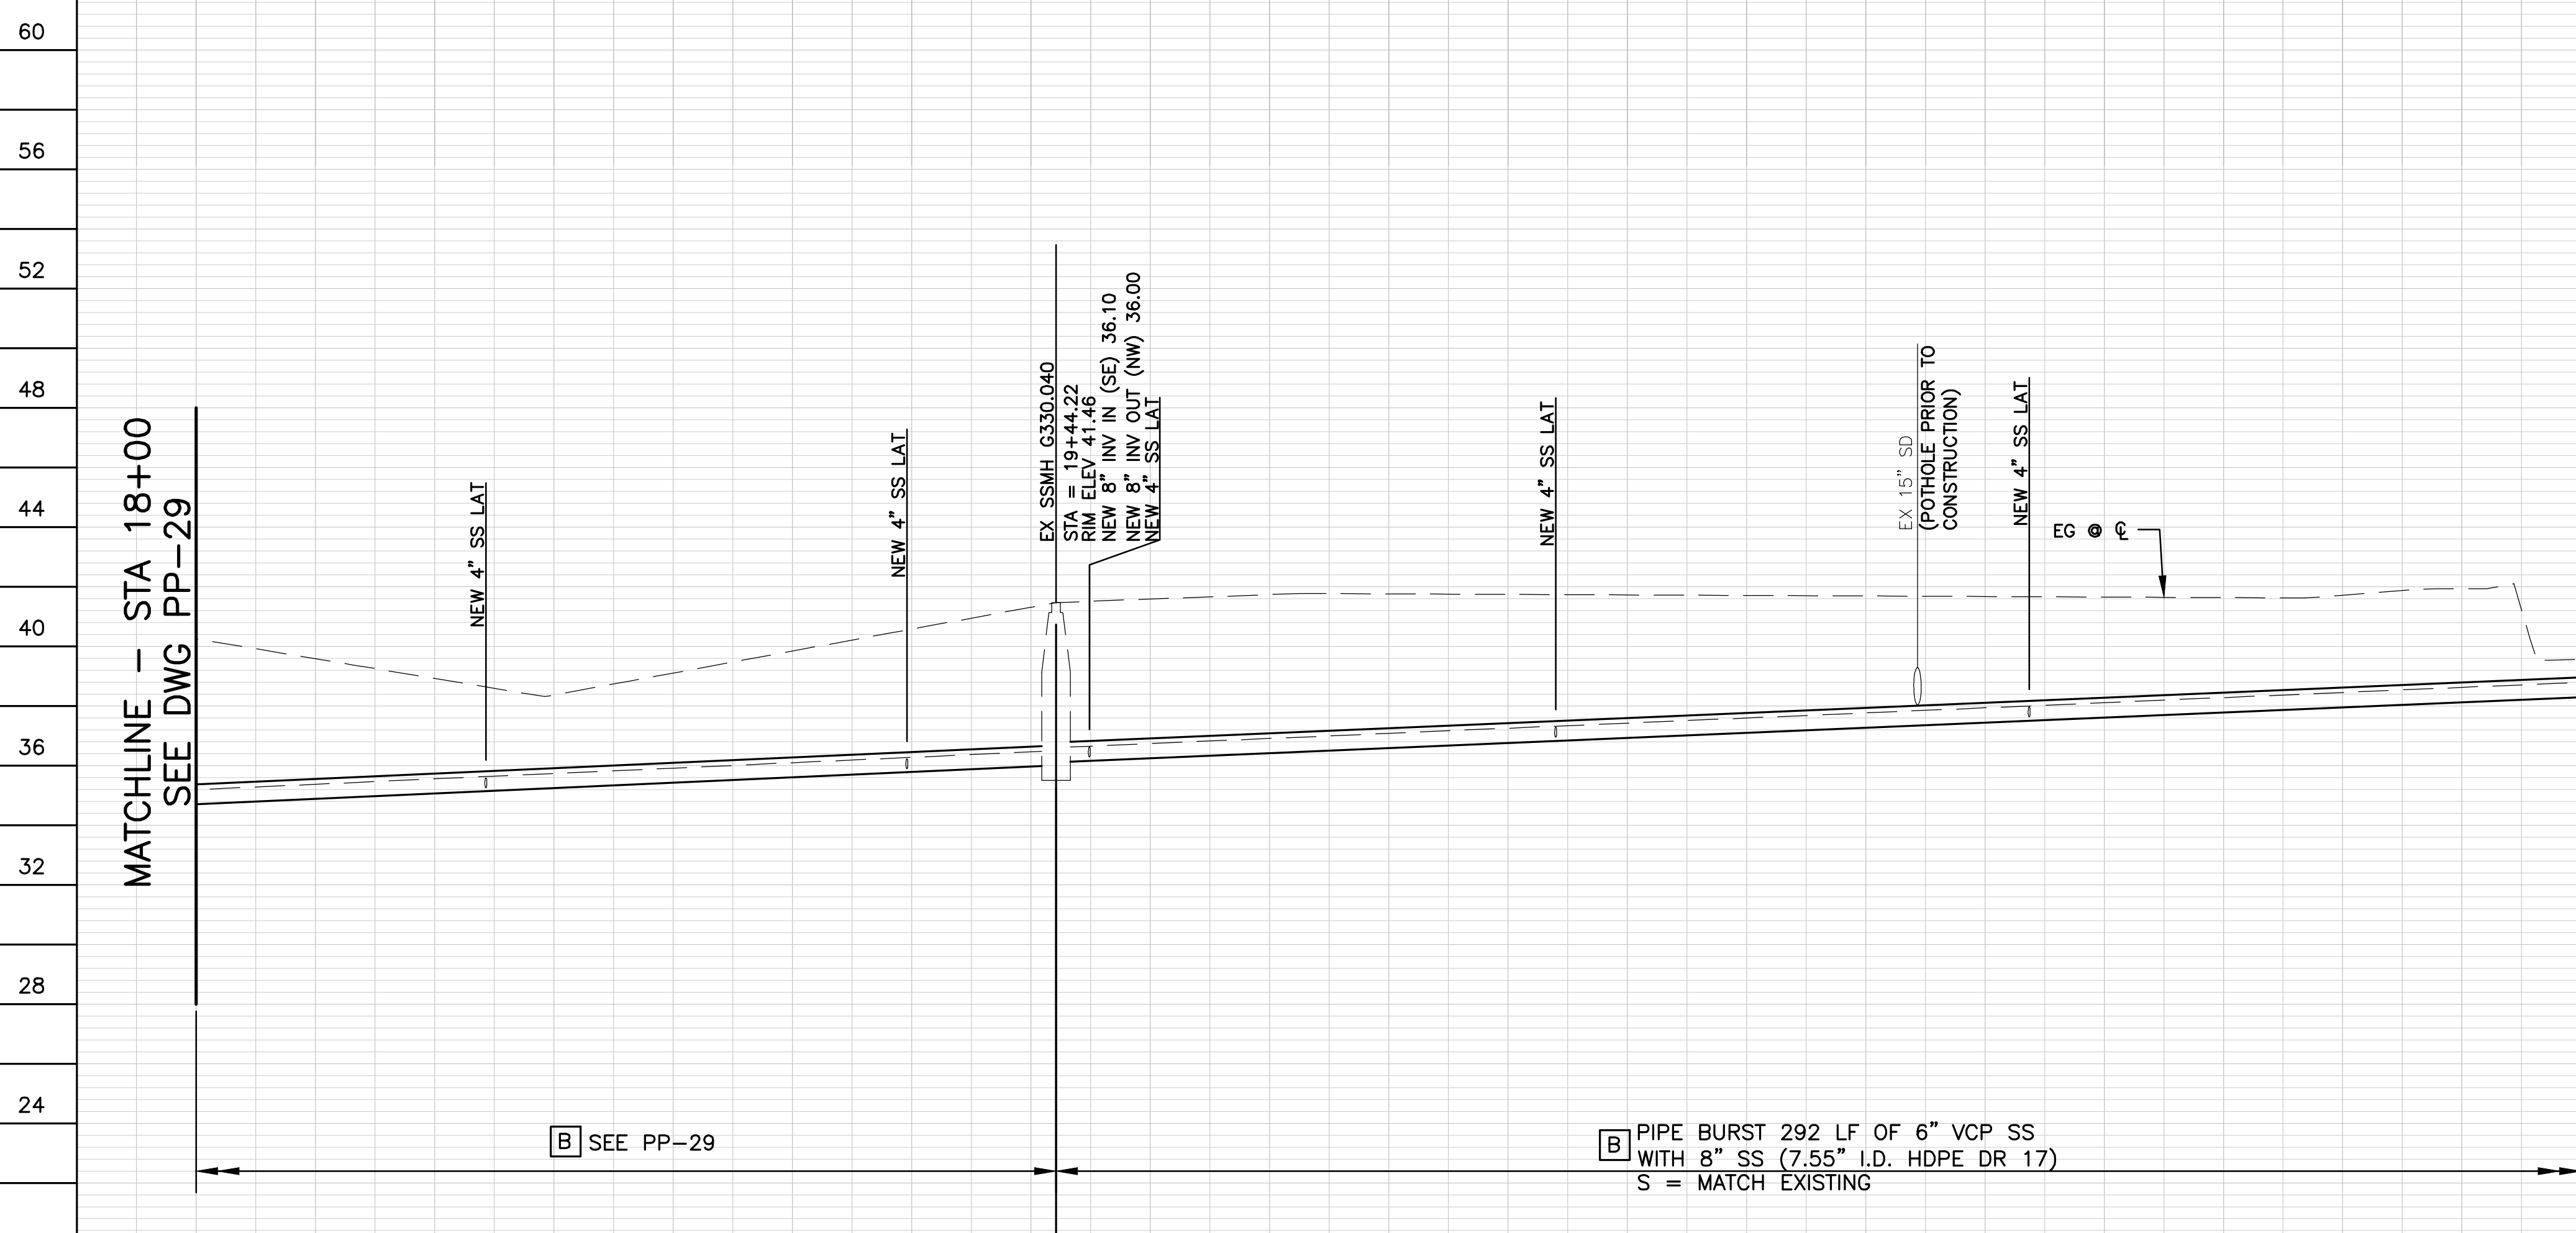 60
56
52
48
44
40
36
32
28
24
MATCHLINE - STA 18+00
SEE DWG PP-29
NEW 4" SS LAT
NEW 4" SS LAT
EX SSMH G330.040
STA = 19+44.22
RIM ELEV 41.46
NEW 8" INV IN (SE) 36.10
NEW 8" INV OUT (NW) 36.00
NEW 4" SS LAT
NEW 4" SS LAT
EX 15" SD
(POTHOLE PRIOR TO
CONSTRUCTION)
NEW 4" SS LAT
EG @ ℄
B SEE PP-29
B PIPE BURST 292 LF OF 6" VCP SS
WITH 8" SS (7.55" I.D. HDPE DR 17)
S = MATCH EXISTING